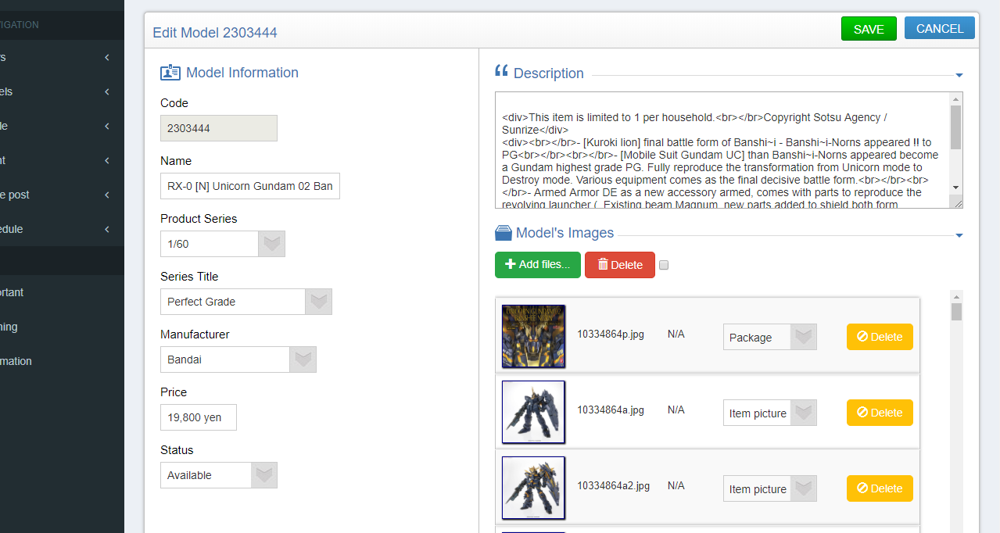 IGATION
rs
els
le
nt
e post
edule
ortant
ning
mation
Edit Model 2303444
SAVE
CANCEL
Model Information
Code
2303444
Name
RX-0 [N] Unicorn Gundam 02 Ban
Product Series
1/60
Series Title
Perfect Grade
Manufacturer
Bandai
Price
19,800 yen
Status
Available
Description
<div>This item is limited to 1 per household.<br></br>Copyright Sotsu Agency /
Sunrize</div>
<div><br></br>- [Kuroki lion] final battle form of Banshi~i - Banshi~i-Norns appeared !! to
PG<br></br><br></br>- [Mobile Suit Gundam UC] than Banshi~i-Norns appeared become
a Gundam highest grade PG. Fully reproduce the transformation from Unicorn mode to
Destroy mode. Various equipment comes as the final decisive battle form.<br></br><br>
</br>- Armed Armor DE as a new accessory armed, comes with parts to reproduce the
revolving launcher (. Existing beam Magnum, new parts added to shield both form
Model's Images
Add files...
Delete
10334864p.jpg
N/A
Package
Delete
10334864a.jpg
N/A
Item picture
Delete
10334864a2.jpg
N/A
Item picture
Delete